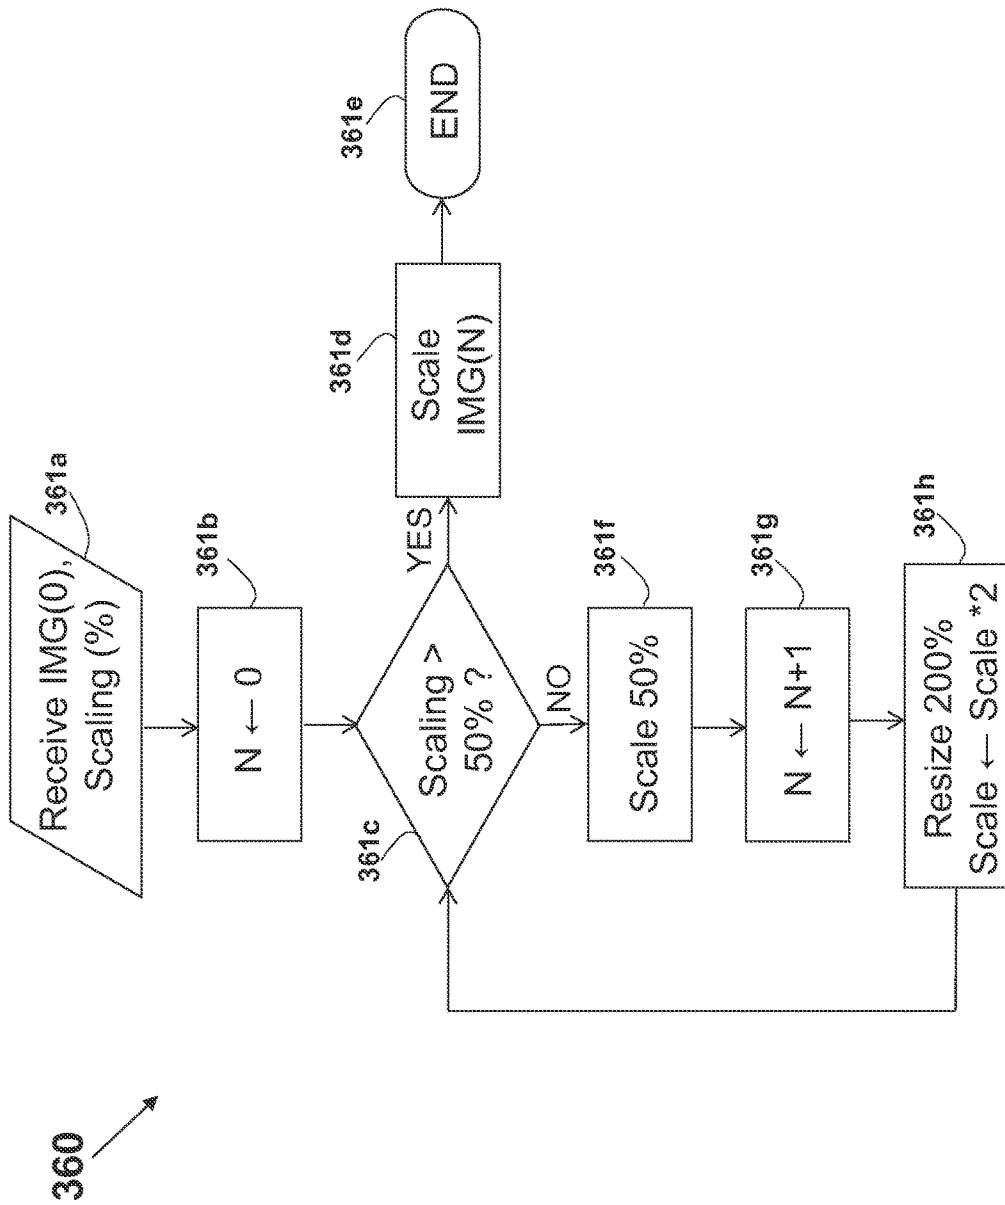 360
Receive IMG(0),
Scaling (%)
361a
N ← 0
361b
Scaling >
50% ?
361c
YES
Scale
IMG(N)
361d
END
361e
NO
Scale 50%
361f
N ← N+1
361g
Resize 200%
Scale ← Scale *2
361h